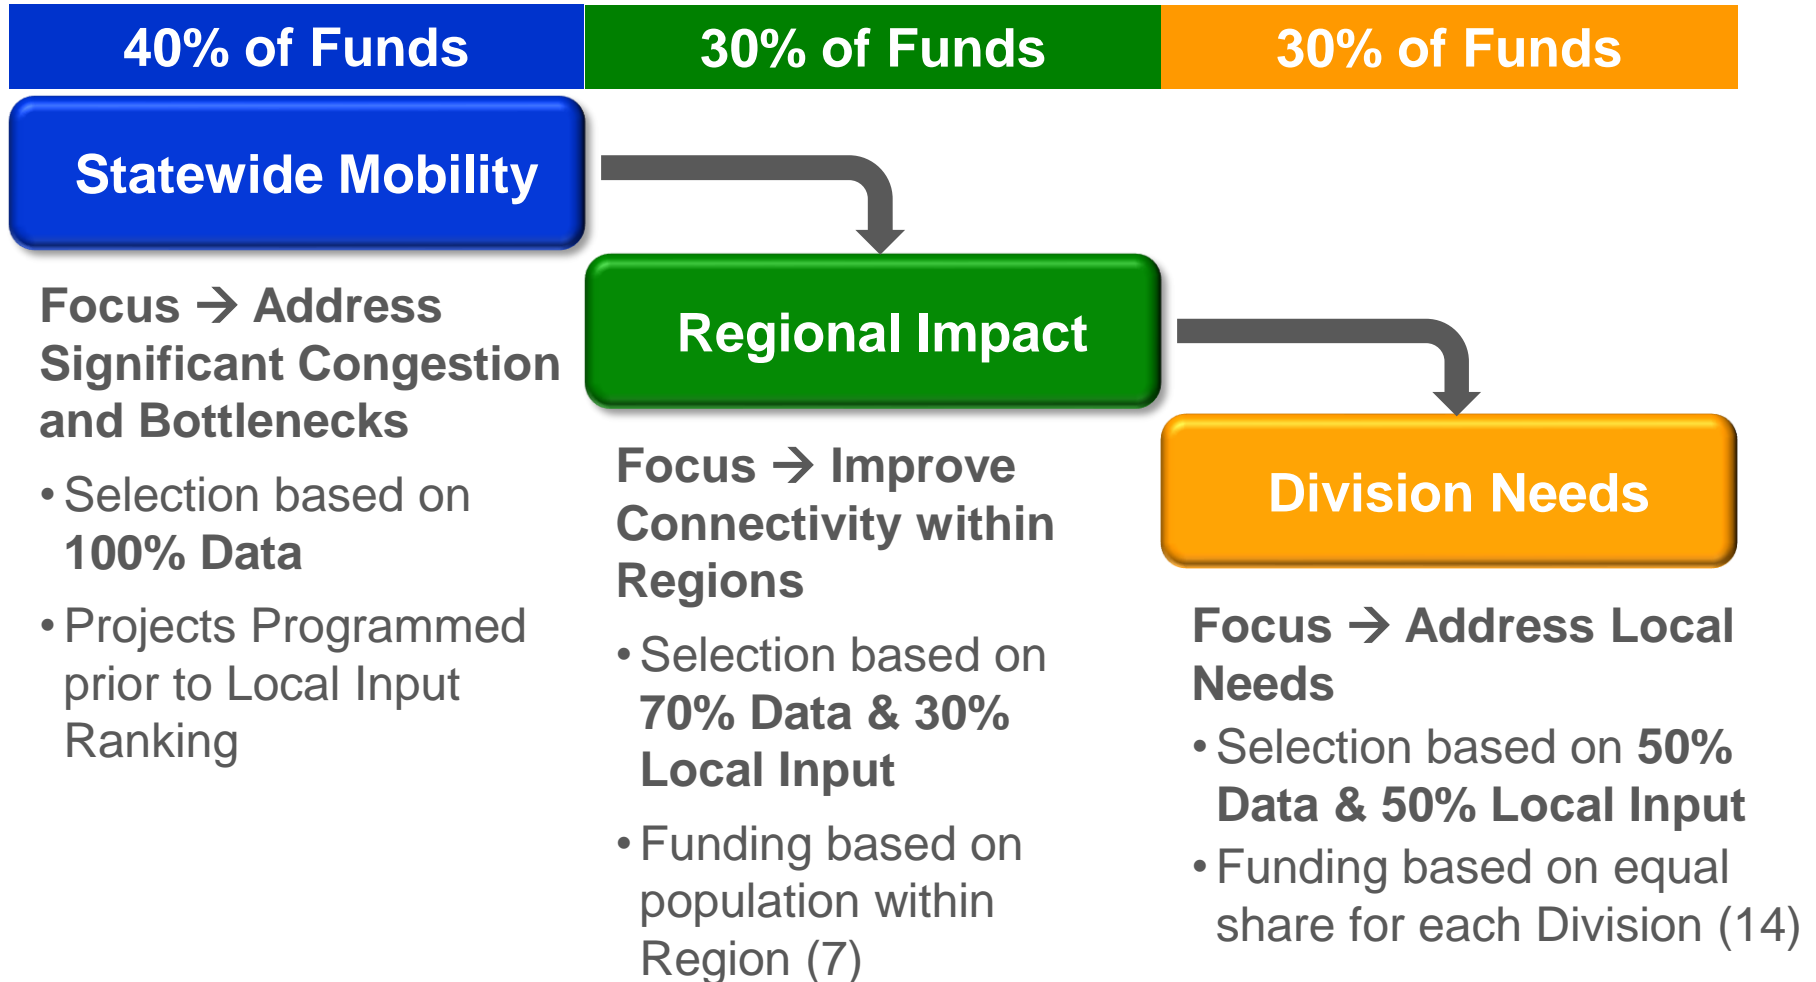 40% of Funds
30% of Funds
30% of Funds
Statewide Mobility
Focus → Address
Significant Congestion
and Bottlenecks
• Selection based on
100% Data
• Projects Programmed
prior to Local Input
Ranking
Regional Impact
Focus → Improve
Connectivity within
Regions
• Selection based on
70% Data & 30%
Local Input
• Funding based on
population within
Region (7)
Division Needs
Focus → Address Local
Needs
• Selection based on 50%
Data & 50% Local Input
• Funding based on equal
share for each Division (14)